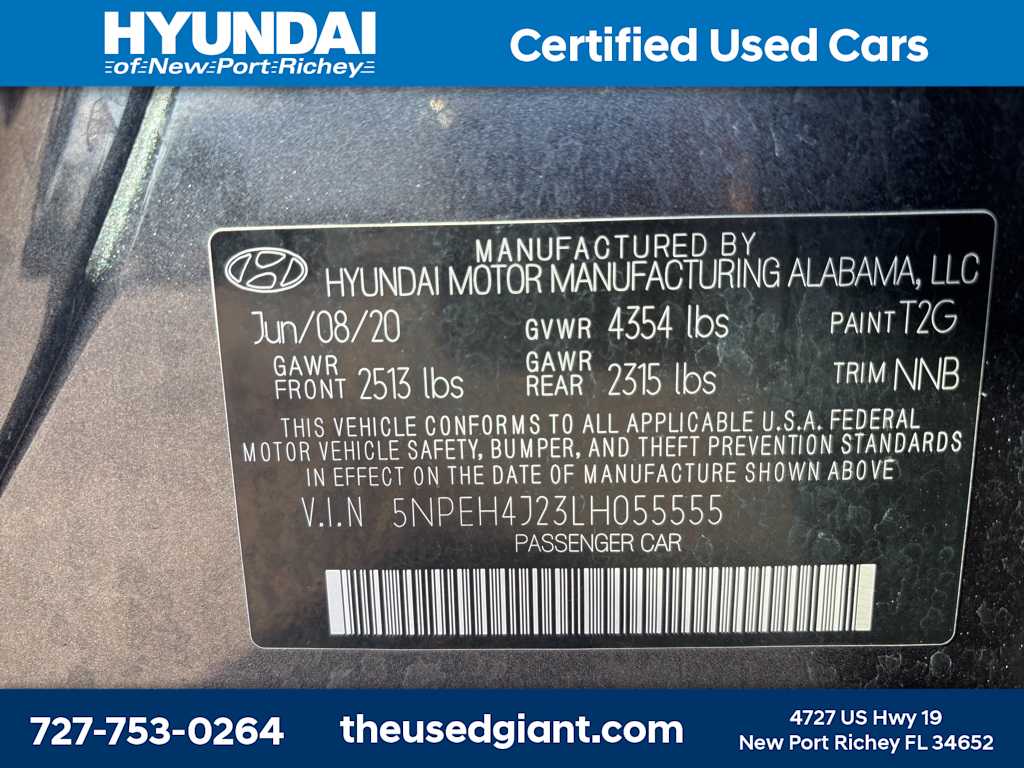 HYUNDAI
of New Port Richey
Certified Used Cars
MANUFACTURED BY
HYUNDAI MOTOR MANUFACTURING ALABAMA, LLC
Jun/08/20 GVWR 4354 lbs PAINT T2G
GAWR FRONT 2513 lbs GAWR REAR 2315 lbs TRIM NNB
THIS VEHICLE CONFORMS TO ALL APPLICABLE U.S.A. FEDERAL
MOTOR VEHICLE SAFETY, BUMPER, AND THEFT PREVENTION STANDARDS
IN EFFECT ON THE DATE OF MANUFACTURE SHOWN ABOVE
V.I.N 5NPEH4J23LH055555
PASSENGER CAR
727-753-0264
theusedgiant.com
4727 US Hwy 19
New Port Richey FL 34652